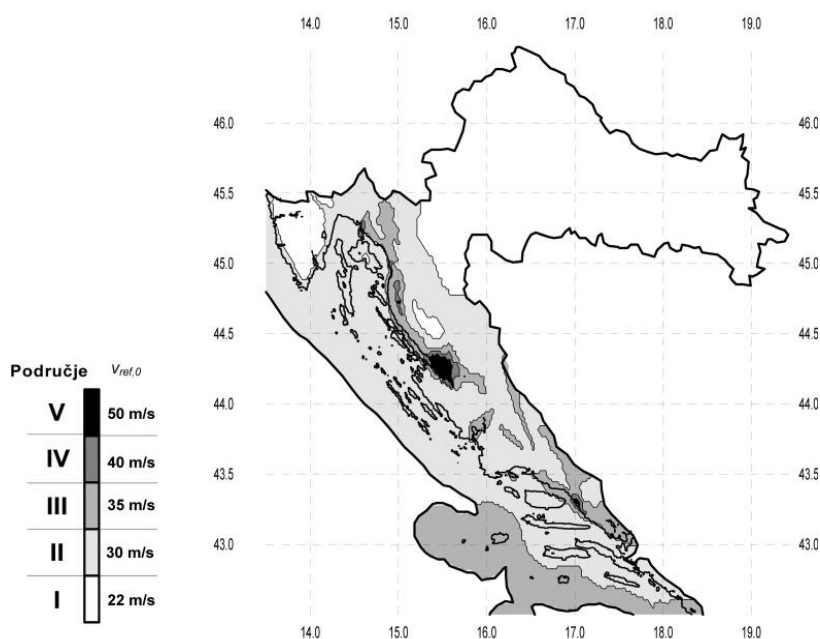 14.0 15.0 16.0 17.0 18.0 19.0
46.0 46.0
45.5 45.5
45.0 45.0
44.5 44.5
44.0 44.0
43.5 43.5
43.0 43.0
14.0 15.0 16.0 17.0 18.0 19.0
Područje Vref,0
V 50 m/s
IV 40 m/s
III 35 m/s
II 30 m/s
I 22 m/s